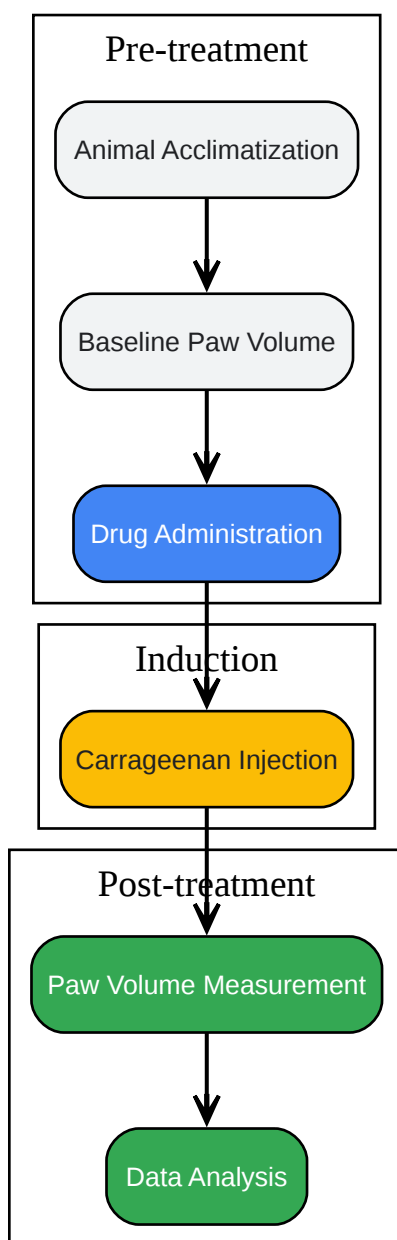 Pre-treatment
Animal Acclimatization
Baseline Paw Volume
Drug Administration
Induction
Carrageenan Injection
Post-treatment
Paw Volume Measurement
Data Analysis